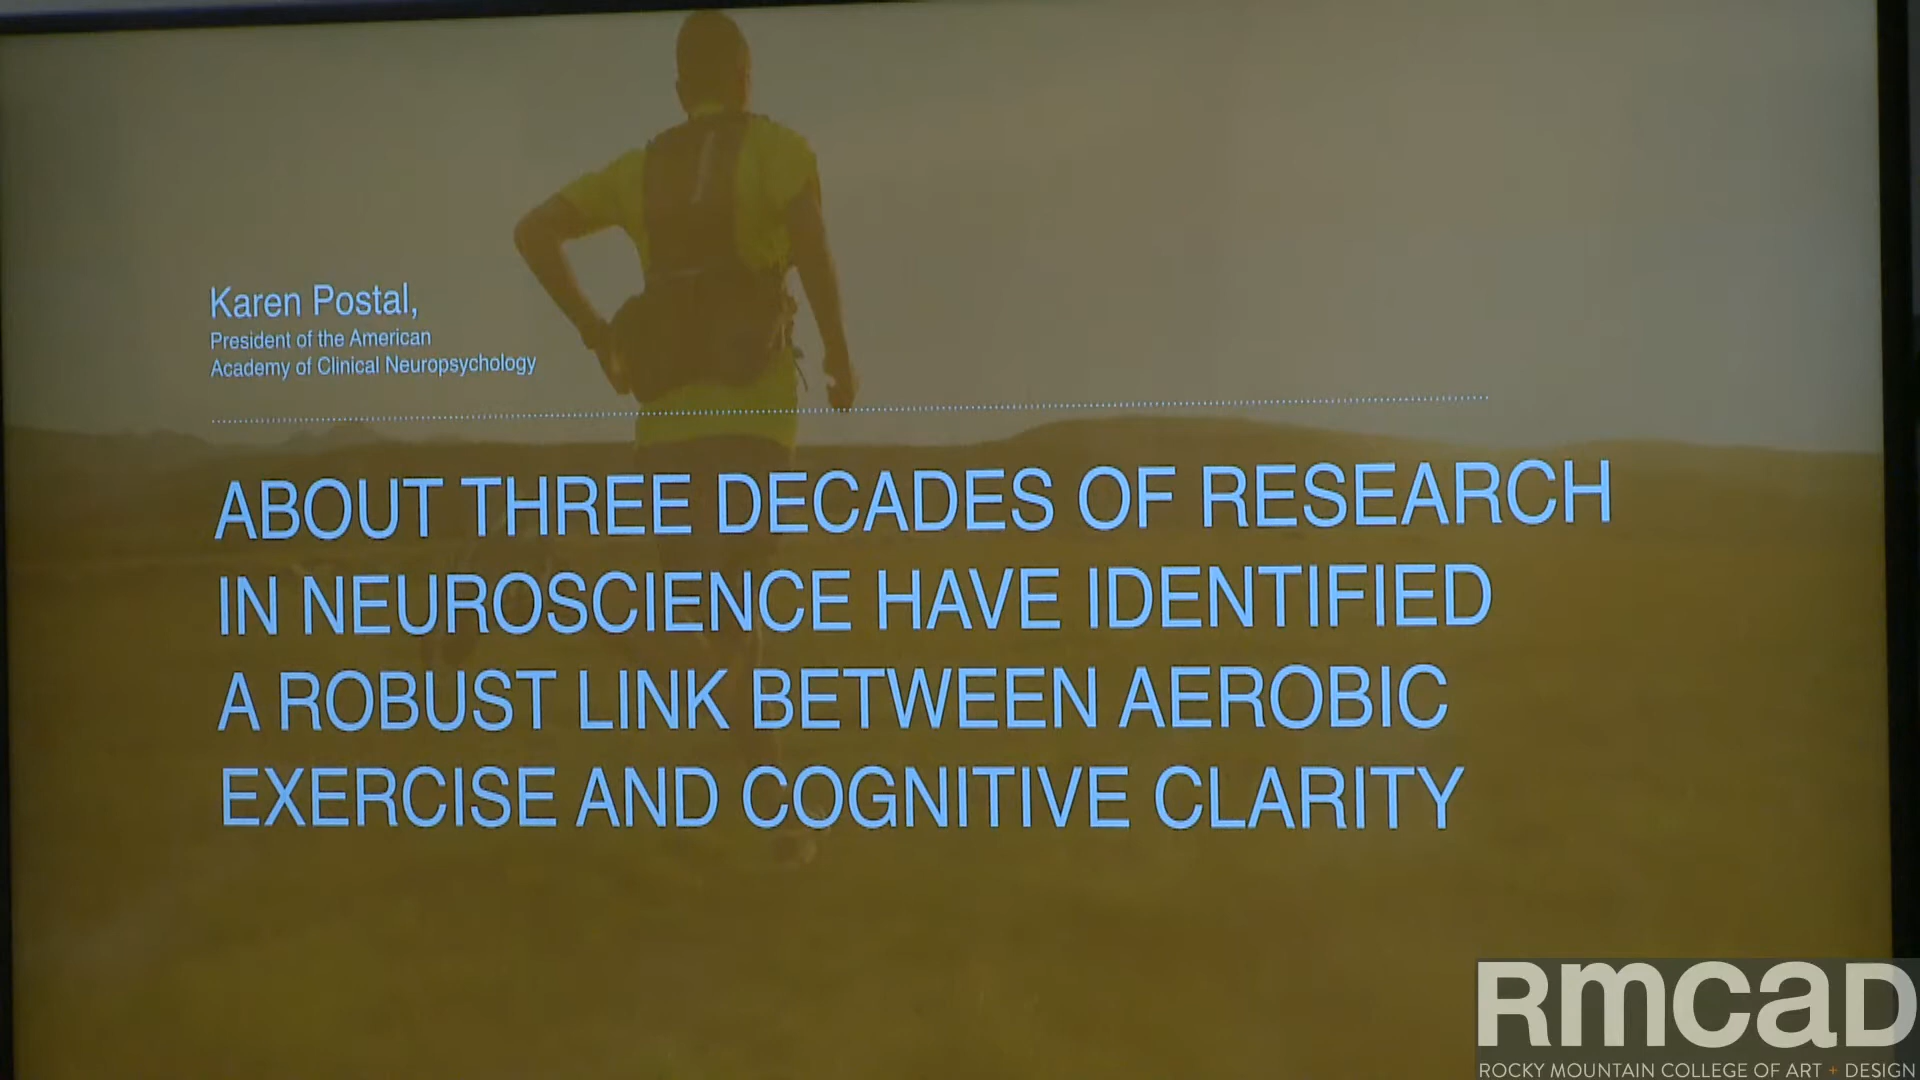 Karen Postal,
President of the American
Academy of Clinical Neuropsychology
ABOUT THREE DECADES OF RESEARCH
IN NEUROSCIENCE HAVE IDENTIFIED
A ROBUST LINK BETWEEN AEROBIC
EXERCISE AND COGNITIVE CLARITY
RMCAD
ROCKY MOUNTAIN COLLEGE OF ART + DESIGN